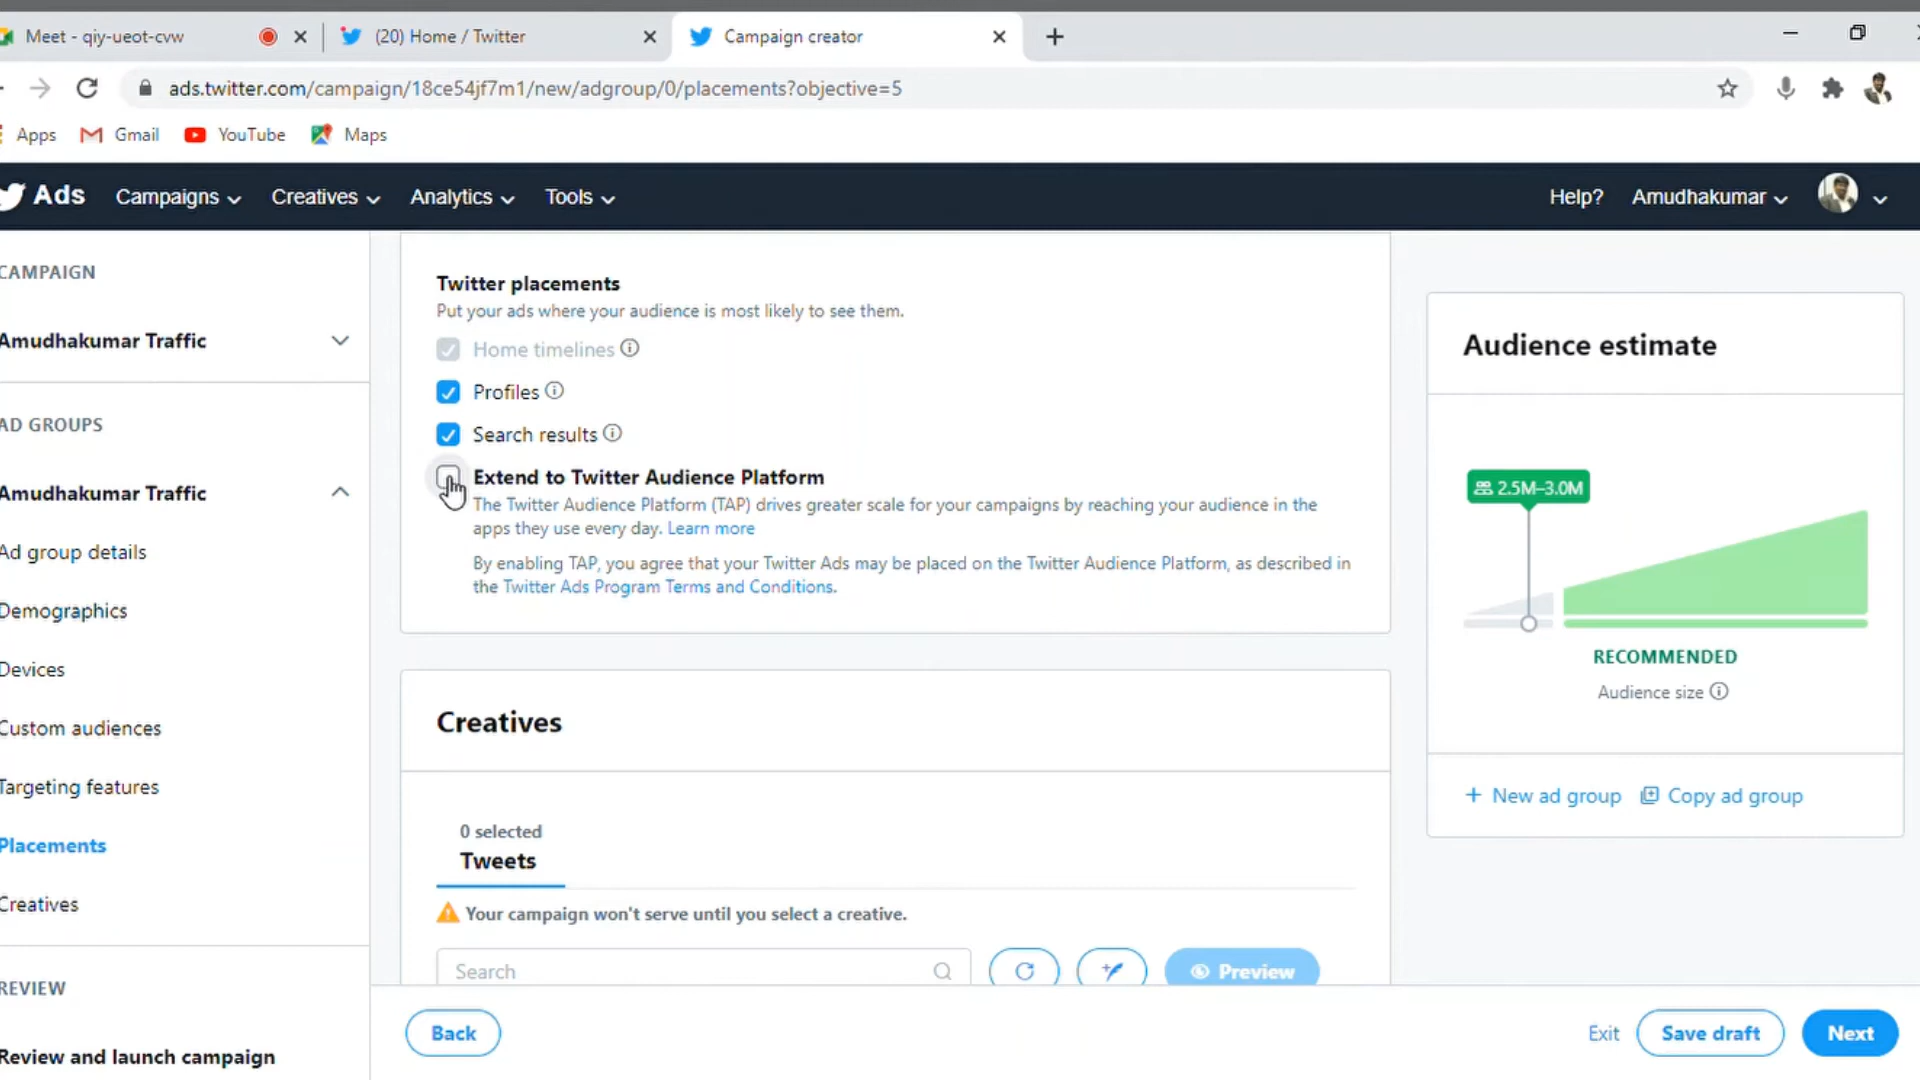 Meet - qiy-ueot-cvw
(20) Home / Twitter
Campaign creator
ads.twitter.com/campaign/18ce54jf7m1/new/adgroup/0/placements?objective=5
Apps
Gmail
YouTube
Maps
Ads
Campaigns
Creatives
Analytics
Tools
Help?
Amudhakumar
CAMPAIGN
Amudhakumar Traffic
AD GROUPS
Amudhakumar Traffic
Ad group details
Demographics
Devices
Custom audiences
Targeting features
Placements
Creatives
REVIEW
Review and launch campaign
Twitter placements
Put your ads where your audience is most likely to see them.
Home timelines
Profiles
Search results
Extend to Twitter Audience Platform
The Twitter Audience Platform (TAP) drives greater scale for your campaigns by reaching your audience in the
apps they use every day. Learn more
By enabling TAP, you agree that your Twitter Ads may be placed on the Twitter Audience Platform, as described in
the Twitter Ads Program Terms and Conditions.
Creatives
0 selected
Tweets
Your campaign won't serve until you select a creative.
Search
Preview
Audience estimate
2.5M–3.0M
RECOMMENDED
Audience size
+ New ad group
Copy ad group
Back
Exit
Save draft
Next